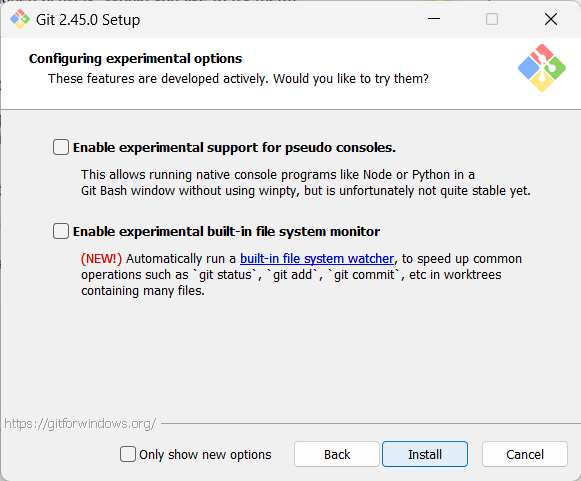 Git 2.45.0 Setup
Configuring experimental options
These features are developed actively. Would you like to try them?
Enable experimental support for pseudo consoles.
This allows running native console programs like Node or Python in a
Git Bash window without using winpty, but is unfortunately not quite stable yet.
Enable experimental built-in file system monitor
(NEW!) Automatically run a built-in file system watcher, to speed up common
operations such as `git status`, `git add`, `git commit`, etc in worktrees
containing many files.
https://gitforwindows.org/
Only show new options
Back
Install
Cancel